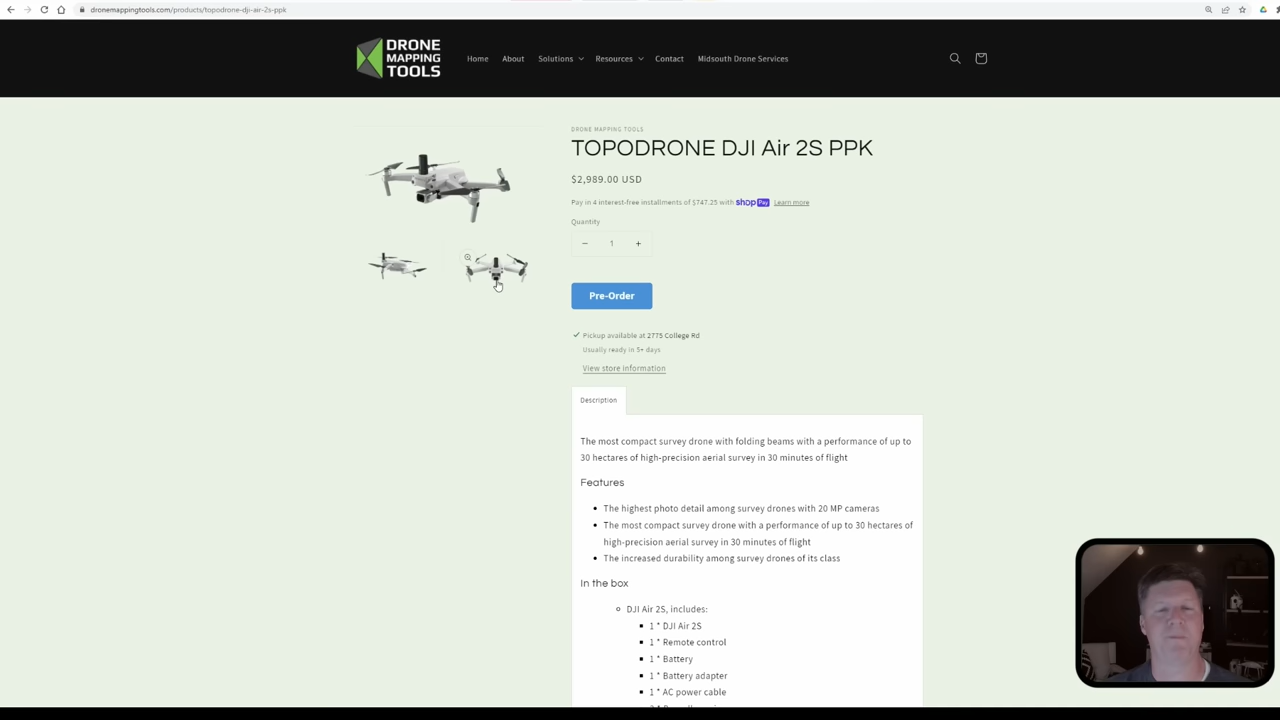 dronemappingtools.com/products/topodrone-dji-air-2s-ppk
DRONE
MAPPING
TOOLS
Home About Solutions Resources Contact Midsouth Drone Services
DRONE MAPPING TOOLS
TOPODRONE DJI Air 2S PPK
$2,989.00 USD
Pay in 4 interest-free installments of $747.25 with shop Pay Learn more
Quantity
1
Pre-Order
Pickup available at 2775 College Rd
Usually ready in 5+ days
View store information
Description
The most compact survey drone with folding beams with a performance of up to
30 hectares of high-precision aerial survey in 30 minutes of flight
Features
The highest photo detail among survey drones with 20 MP cameras
The most compact survey drone with a performance of up to 30 hectares of
high-precision aerial survey in 30 minutes of flight
The increased durability among survey drones of its class
In the box
DJI Air 2S, includes:
1 * DJI Air 2S
1 * Remote control
1 * Battery
1 * Battery adapter
1 * AC power cable